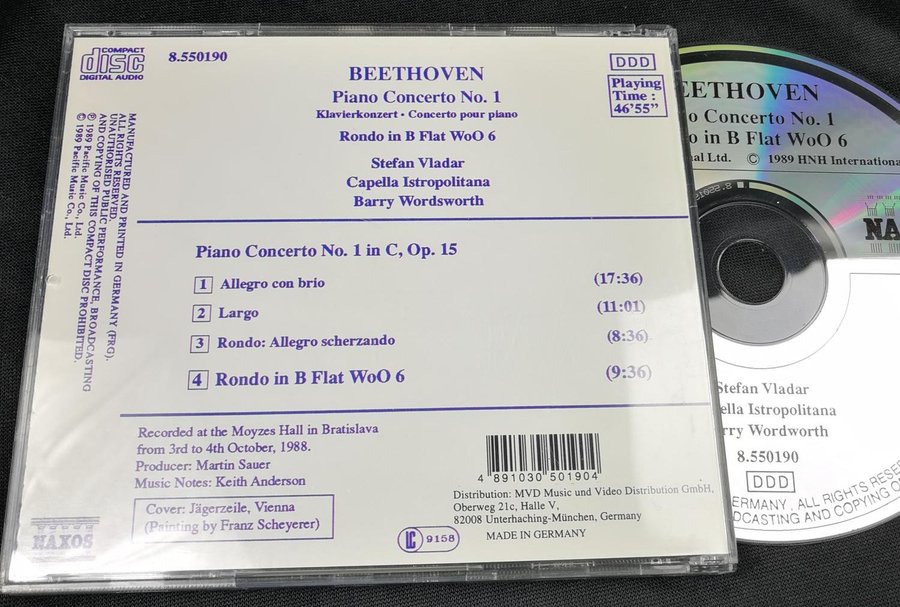 COMPACT
disc
DIGITAL AUDIO
8.550190
DDD
BEETHOVEN
Playing
Time :
46'55"
Piano Concerto No. 1
Klavierkonzert · Concerto pour piano
Rondo in B Flat WoO 6
Stefan Vladar
Capella Istropolitana
Barry Wordsworth
MANUFACTURED AND PRINTED IN GERMANY (FRG).
ALL RIGHTS RESERVED
UNAUTHORISED PUBLIC PERFORMANCE, BROADCASTING
AND COPYING OF THIS COMPACT DISC PROHIBITED.
Ⓟ 1989 Pacific Music Co., Ltd.
© 1989 Pacific Music Co., Ltd.
Piano Concerto No. 1 in C, Op. 15
1 Allegro con brio (17:36)
2 Largo (11:01)
3 Rondo: Allegro scherzando (8:36)
4 Rondo in B Flat WoO 6 (9:36)
Recorded at the Moyzes Hall in Bratislava
from 3rd to 4th October, 1988.
Producer: Martin Sauer
Music Notes: Keith Anderson
Cover: Jägerzeile, Vienna
(Painting by Franz Scheyerer)
NAXOS
4 891030 501904
Distribution: MVD Music und Video Distribution GmbH,
Oberweg 21c, Halle V,
82008 Unterhaching-München, Germany
MADE IN GERMANY
LC 9158
EETHOVEN
o Concerto No. 1
o in B Flat WoO 6
nal Ltd. © 1989 HNH Internationa
NA
Stefan Vladar
ella Istropolitana
rry Wordworth
8.550190
DDD
ERMANY. ALL RIGHTS RESE
DCASTING AND COPYING O